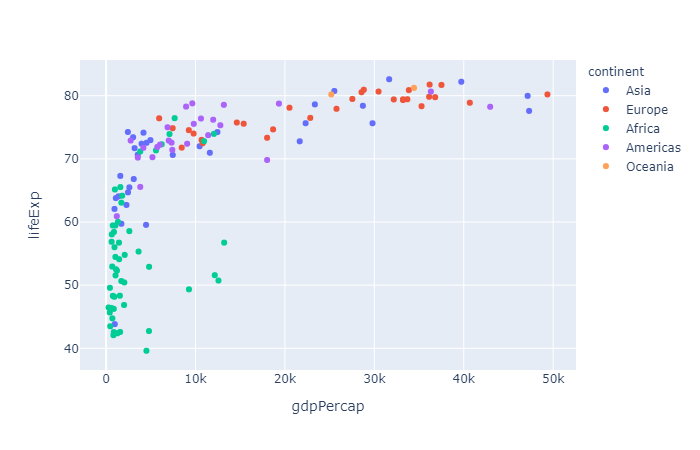 continent
Asia
Europe
Africa
Americas
Oceania
lifeExp
80
70
60
50
40
0
10k
20k
30k
40k
50k
gdpPercap